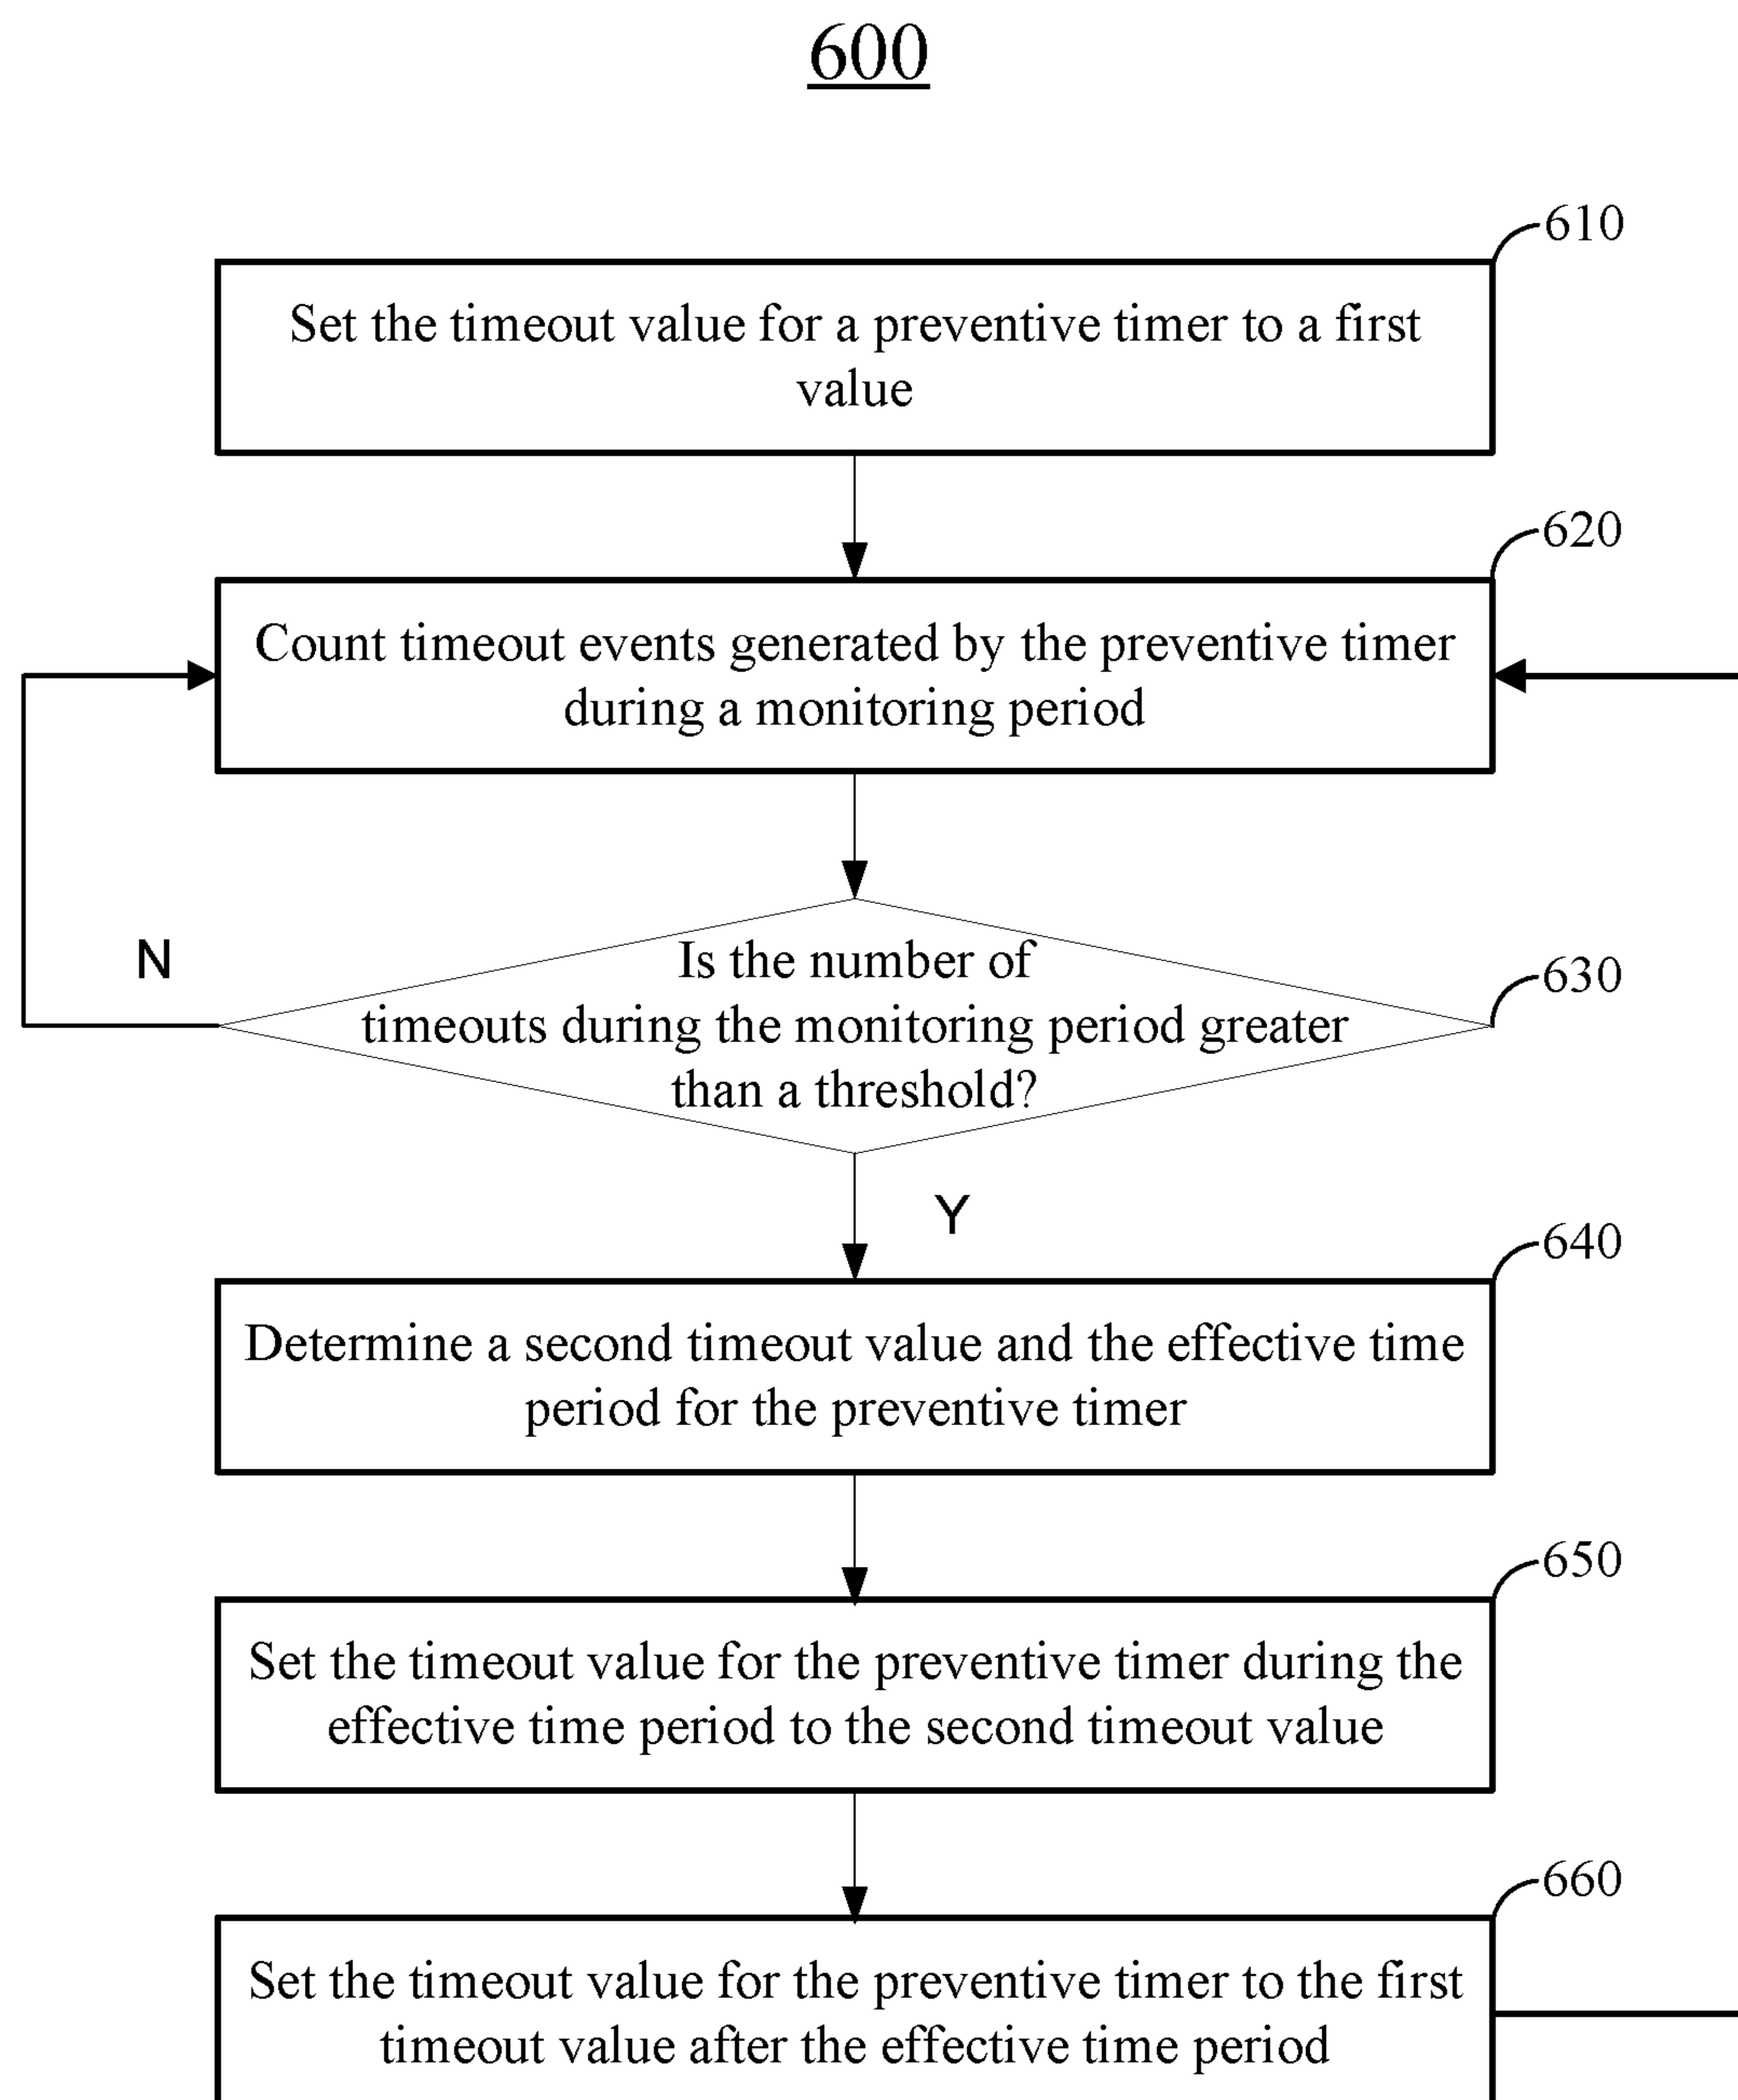 600
610
Set the timeout value for a preventive timer to a first
value
620
Count timeout events generated by the preventive timer
during a monitoring period
N
Is the number of
timeouts during the monitoring period greater
than a threshold?
630
Y
640
Determine a second timeout value and the effective time
period for the preventive timer
650
Set the timeout value for the preventive timer during the
effective time period to the second timeout value
660
Set the timeout value for the preventive timer to the first
timeout value after the effective time period